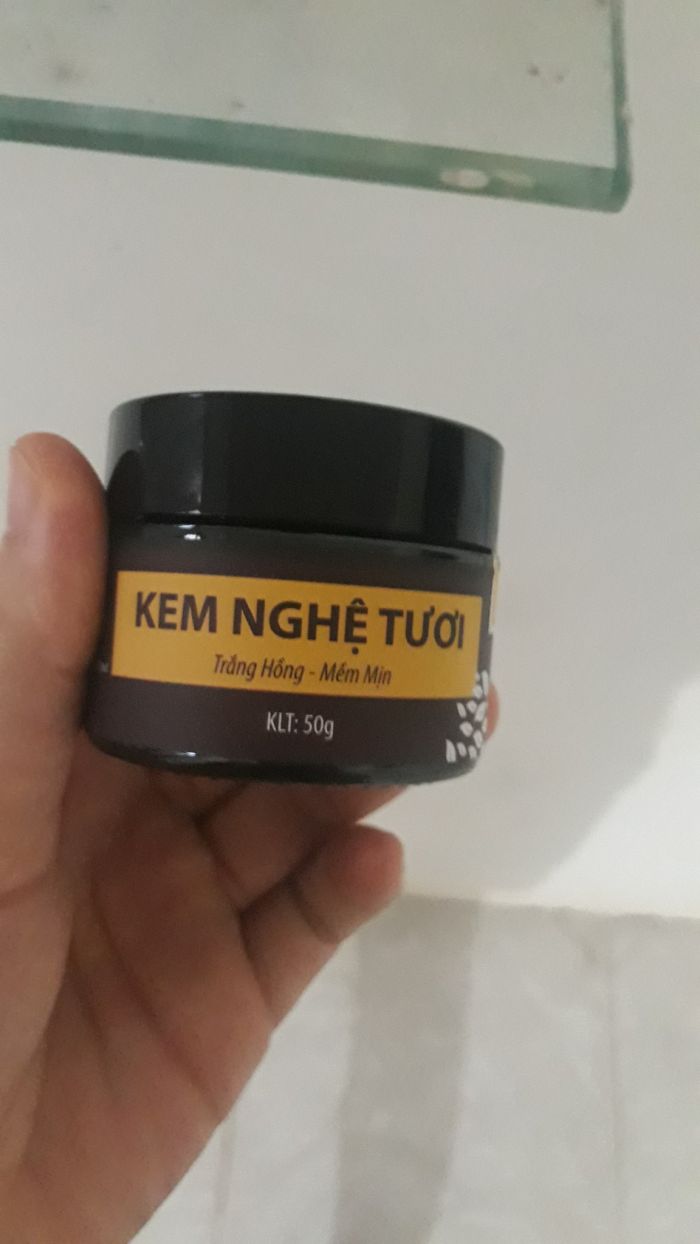 KEM NGHỆ TƯƠI
Trắng Hồng - Mềm Mịn
KLT: 50g